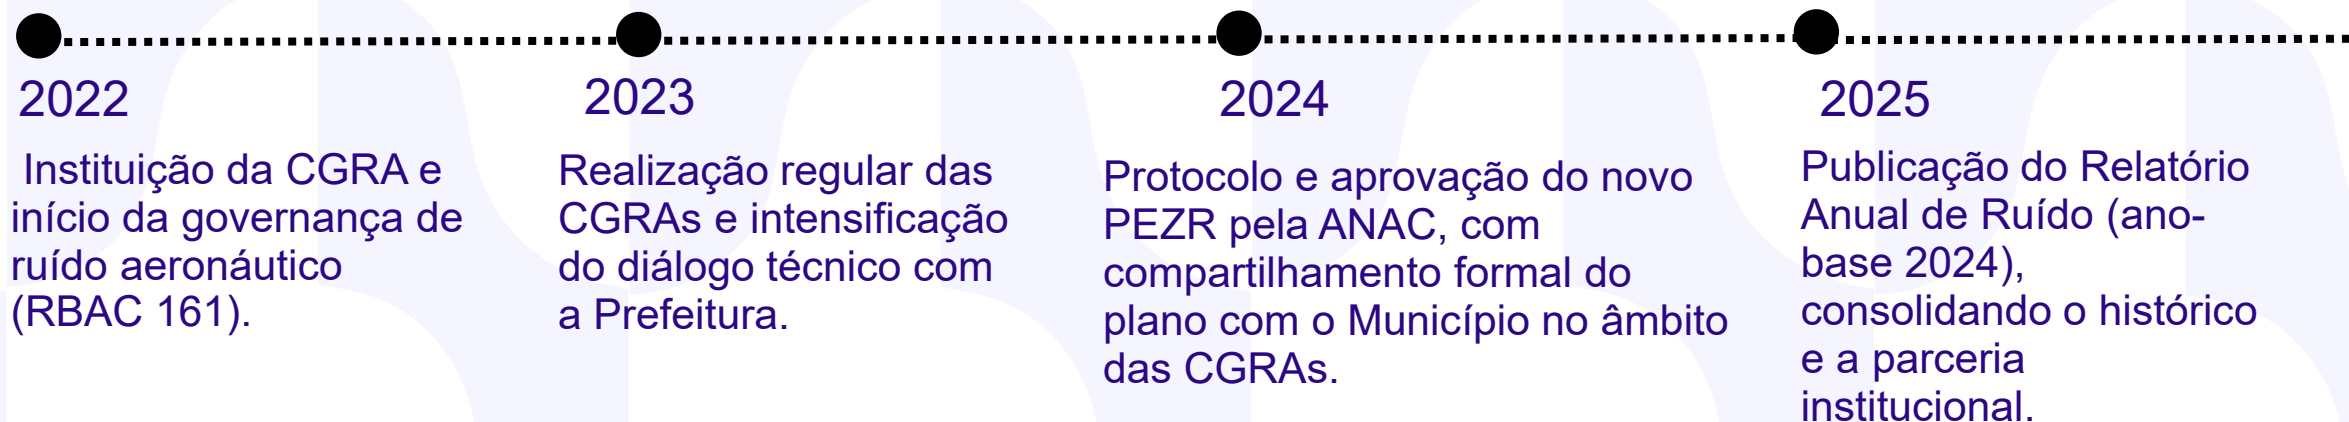 2022
Instituição da CGRA e
início da governança de
ruído aeronáutico
(RBAC 161).
2023
Realização regular das
CGRAs e intensificação
do diálogo técnico com
a Prefeitura.
2024
Protocolo e aprovação do novo
PEZR pela ANAC, com
compartilhamento formal do
plano com o Município no âmbito
das CGRAs.
2025
Publicação do Relatório
Anual de Ruído (ano-
base 2024),
consolidando o histórico
e a parceria
institucional.